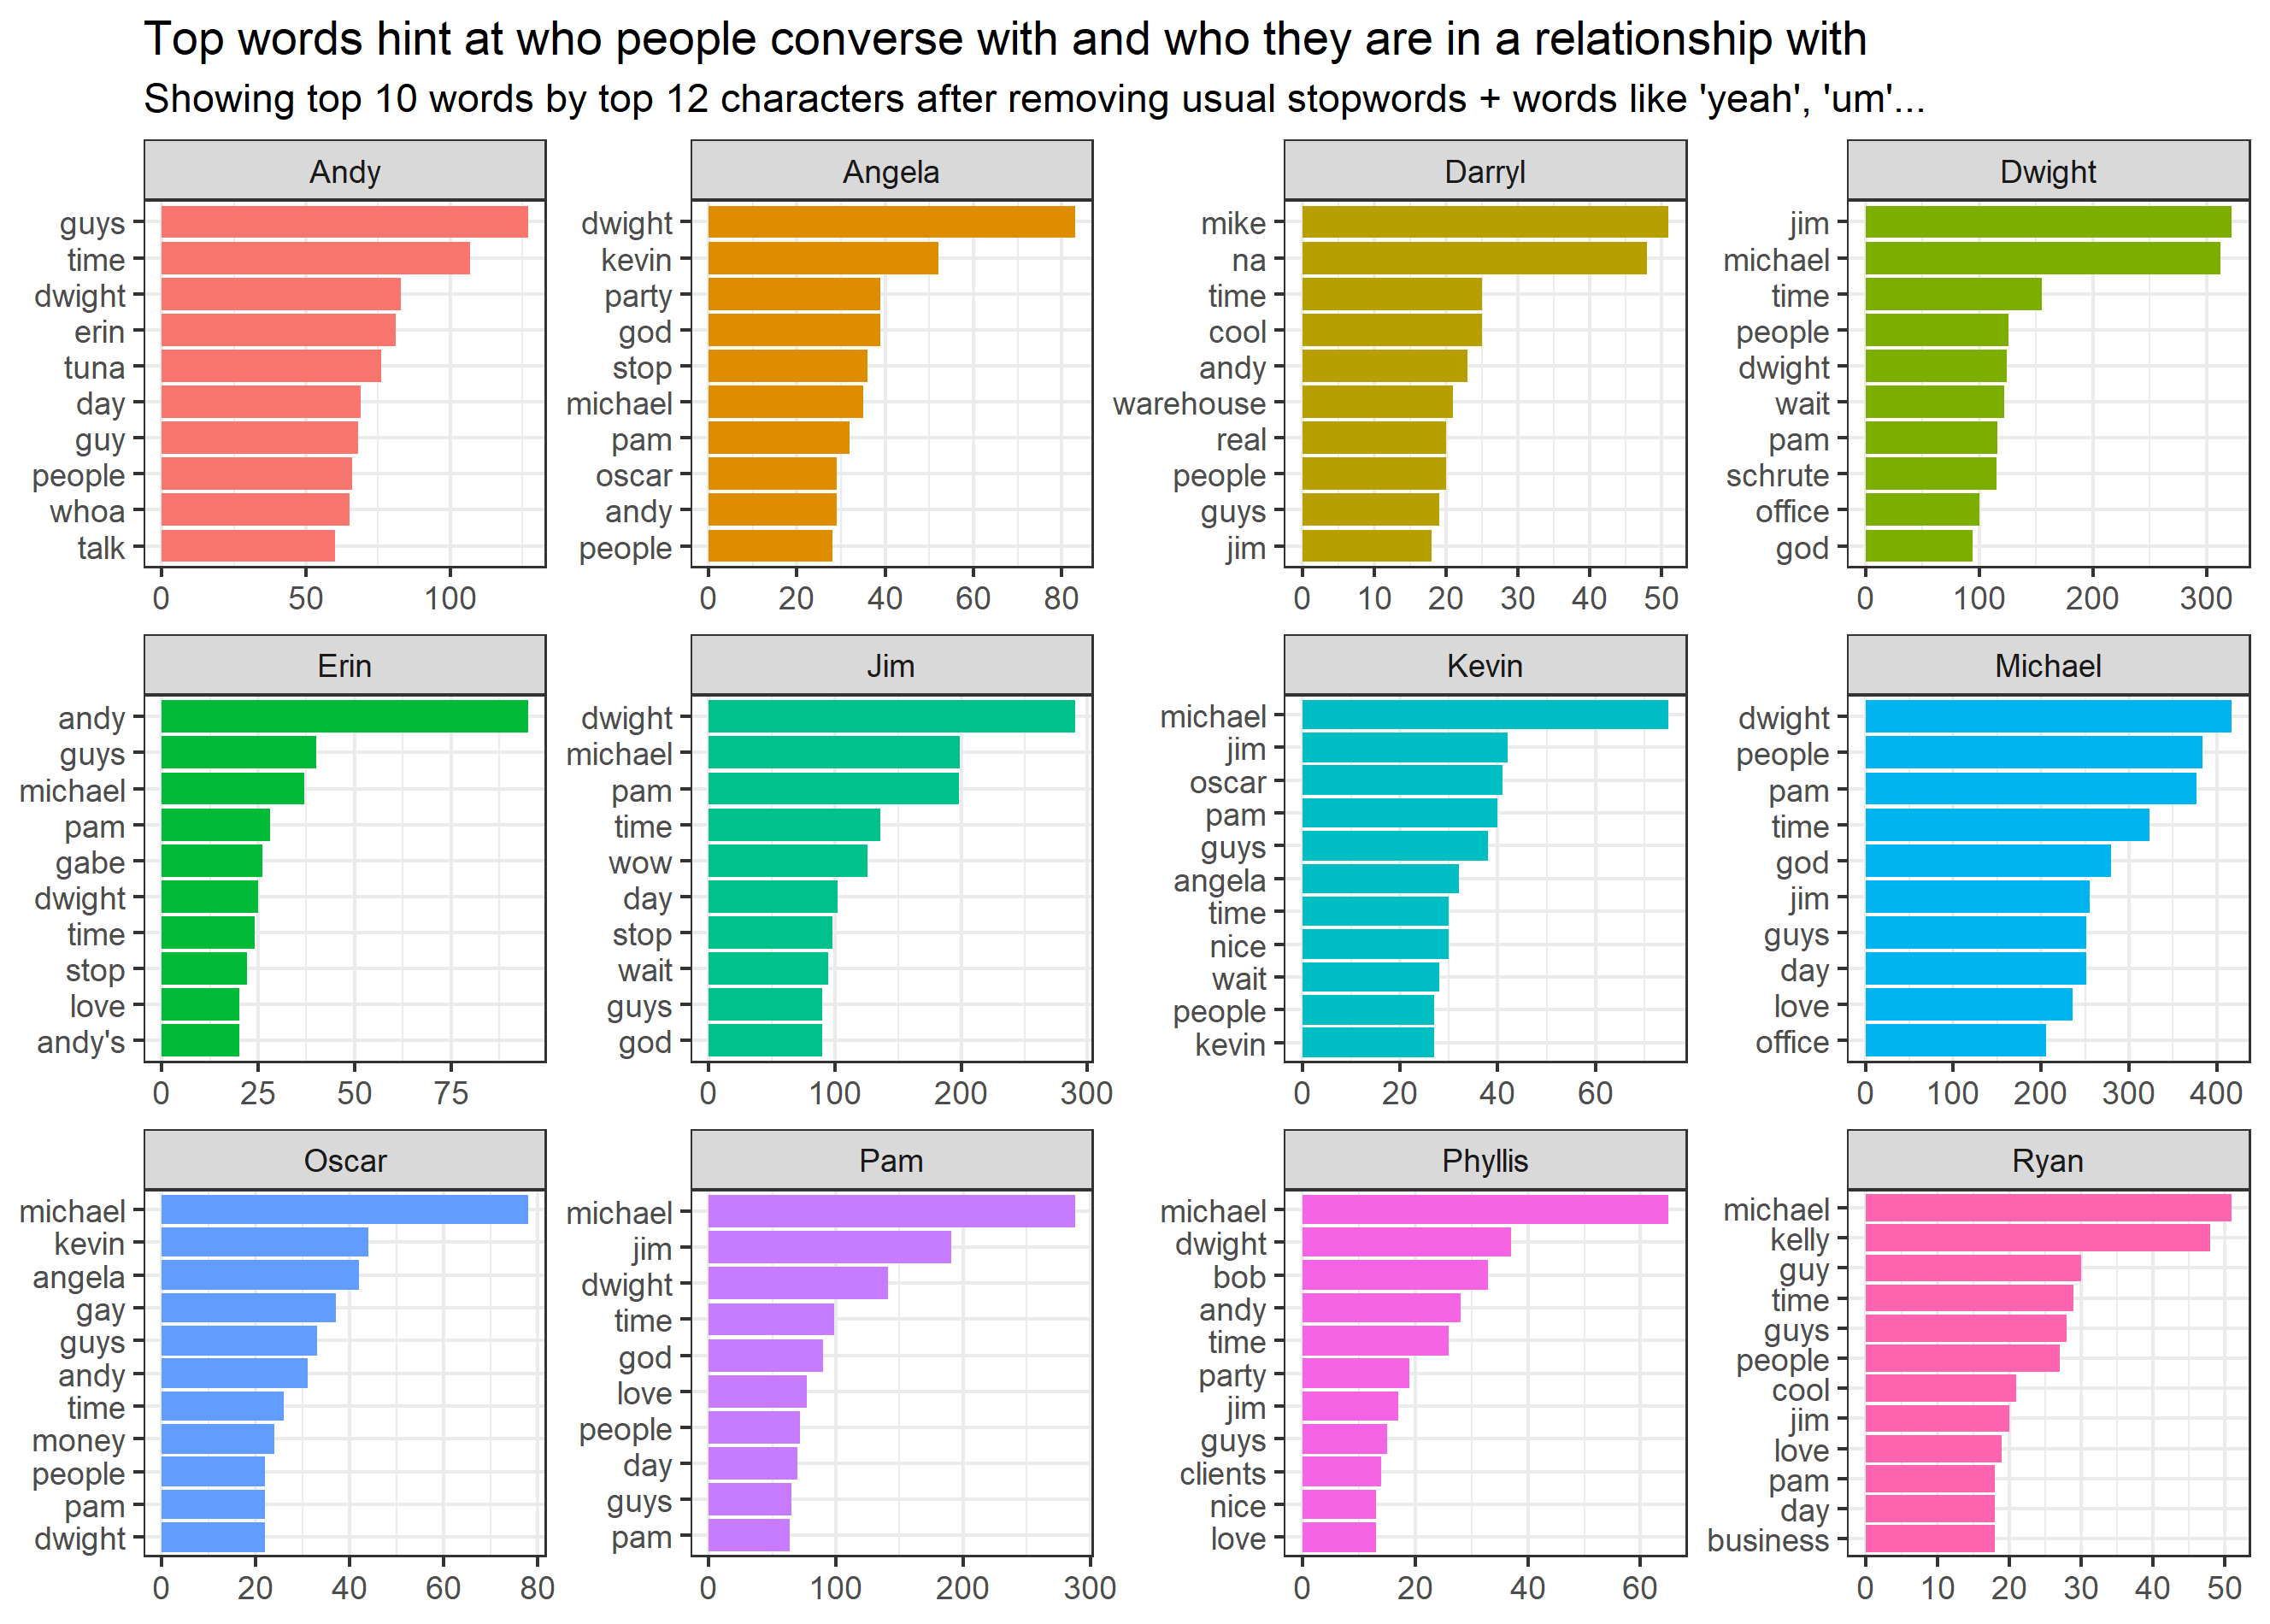 Top words hint at who people converse with and who they are in a relationship with
Showing top 10 words by top 12 characters after removing usual stopwords + words like 'yeah', 'um'...
Andy
guys
time
dwight
erin
tuna
day
guy
people
whoa
talk
0 50 100
Angela
dwight
kevin
party
god
stop
michael
pam
oscar
andy
people
0 20 40 60 80
Darryl
mike
na
time
cool
andy
warehouse
real
people
guys
jim
0 10 20 30 40 50
Dwight
jim
michael
time
people
dwight
wait
pam
schrute
office
god
0 100 200 300
Erin
andy
guys
michael
pam
gabe
dwight
time
stop
love
andy's
0 25 50 75
Jim
dwight
michael
pam
time
wow
day
stop
wait
guys
god
0 100 200 300
Kevin
michael
jim
oscar
pam
guys
angela
time
nice
wait
people
kevin
0 20 40 60
Michael
dwight
people
pam
time
god
jim
guys
day
love
office
0 100 200 300 400
Oscar
michael
kevin
angela
gay
guys
andy
time
money
people
pam
dwight
0 20 40 60 80
Pam
michael
jim
dwight
time
god
love
people
day
guys
pam
0 100 200 300
Phyllis
michael
dwight
bob
andy
time
party
jim
guys
clients
nice
love
0 20 40 60
Ryan
michael
kelly
guy
time
guys
people
cool
jim
love
pam
day
business
0 10 20 30 40 50